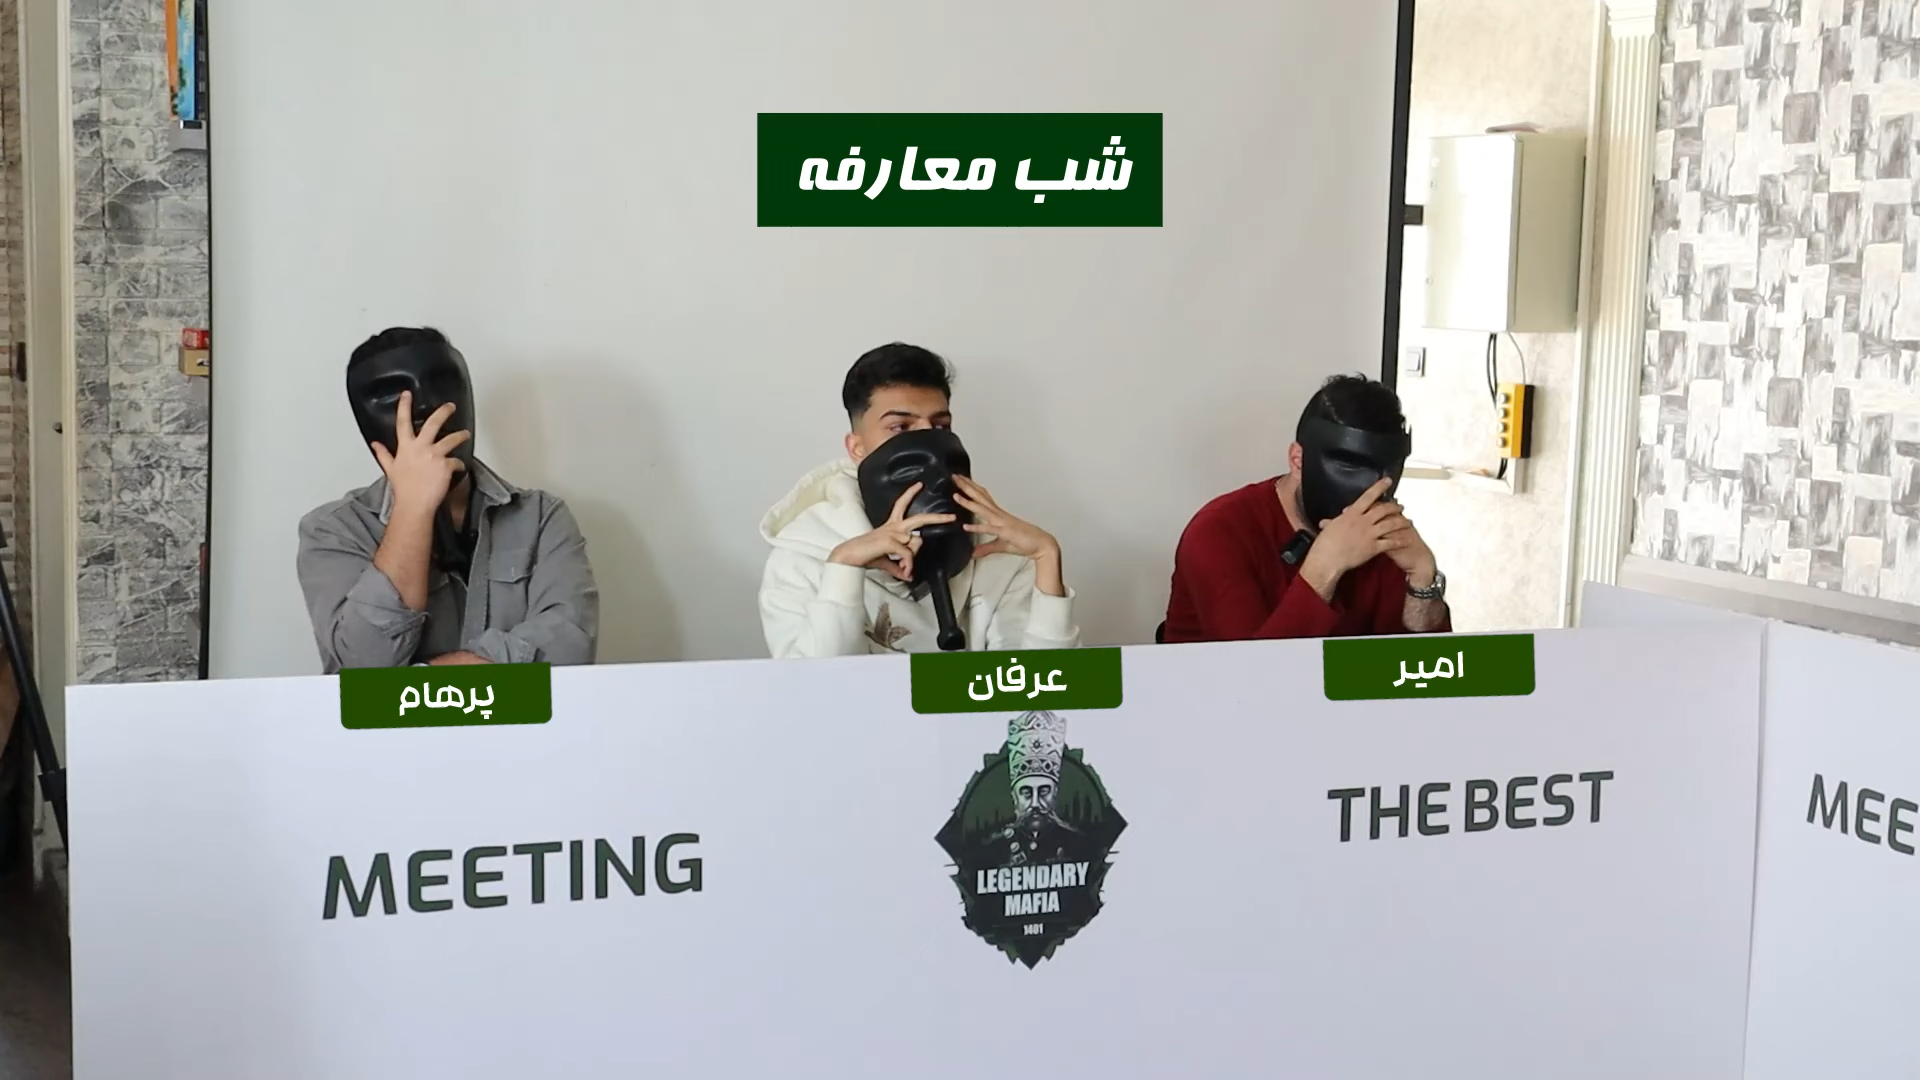 شب معارفه
پرهام
عرفان
امیر
MEETING
LEGENDARY
MAFIA
1401
THE BEST
MEE